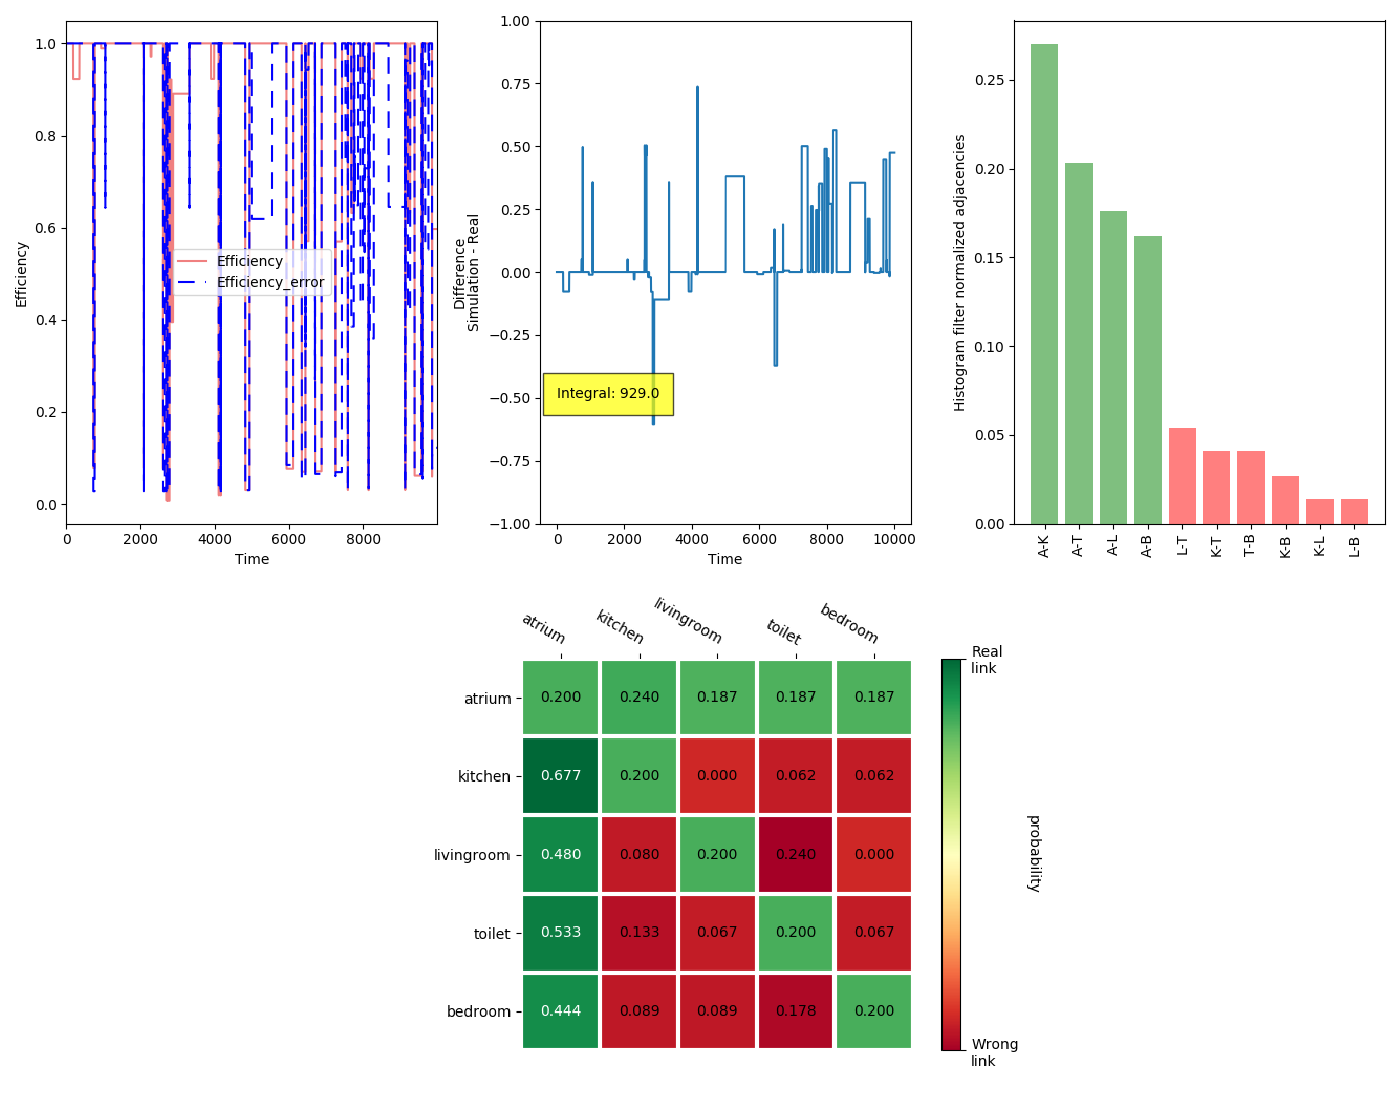 Efficiency
1.0
0.8
0.6
0.4
0.2
0.0
Efficiency
Efficiency_error
0
2000
4000
6000
8000
Time
Difference
Simulation - Real
1.00
0.75
0.50
0.25
0.00
−0.25
−0.50
−0.75
−1.00
Integral: 929.0
0
2000
4000
6000
8000
10000
Time
Histogram filter normalized adjacencies
0.25
0.20
0.15
0.10
0.05
0.00
A-K
A-T
A-L
A-B
L-T
K-T
T-B
K-B
K-L
L-B
atrium
kitchen
livingroom
toilet
bedroom
atrium 0.200 0.240 0.187 0.187 0.187
kitchen 0.677 0.200 0.000 0.062 0.062
livingroom 0.480 0.080 0.200 0.240 0.000
toilet 0.533 0.133 0.067 0.200 0.067
bedroom 0.444 0.089 0.089 0.178 0.200
Real
link
probability
Wrong
link